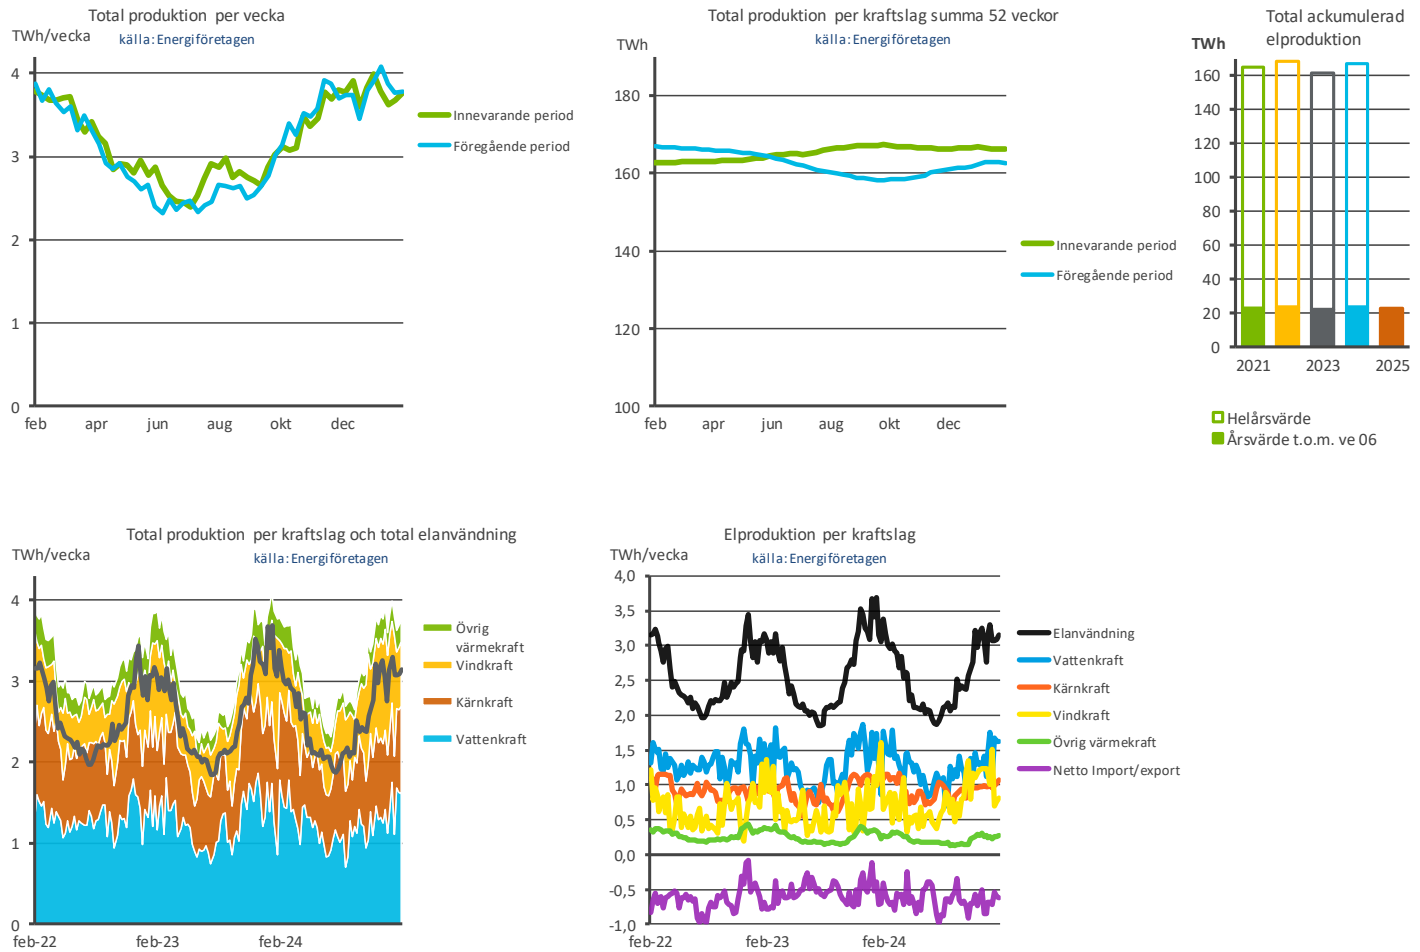 Total produktion per vecka
TWh/vecka
källa: Energiföretagen
4
3
2
1
0
feb apr jun aug okt dec
Innevarande period
Föregående period
Total produktion per kraftslag summa 52 veckor
TWh
källa: Energiföretagen
180
160
140
120
100
feb apr jun aug okt dec
Innevarande period
Föregående period
Total ackumulerad
elproduktion
TWh
160
140
120
100
80
60
40
20
0
2021 2023 2025
Helårsvärde
Årsvärde t.o.m. ve 06
Total produktion per kraftslag och total elanvändning
TWh/vecka
källa: Energiföretagen
4
3
2
1
0
feb-22 feb-23 feb-24
Övrig
värmekraft
Vindkraft
Kärnkraft
Vattenkraft
Elproduktion per kraftslag
TWh/vecka
källa: Energiföretagen
4,0
3,5
3,0
2,5
2,0
1,5
1,0
0,5
0,0
-0,5
-1,0
feb-22 feb-23 feb-24
Elanvändning
Vattenkraft
Kärnkraft
Vindkraft
Övrig värmekraft
Netto Import/export